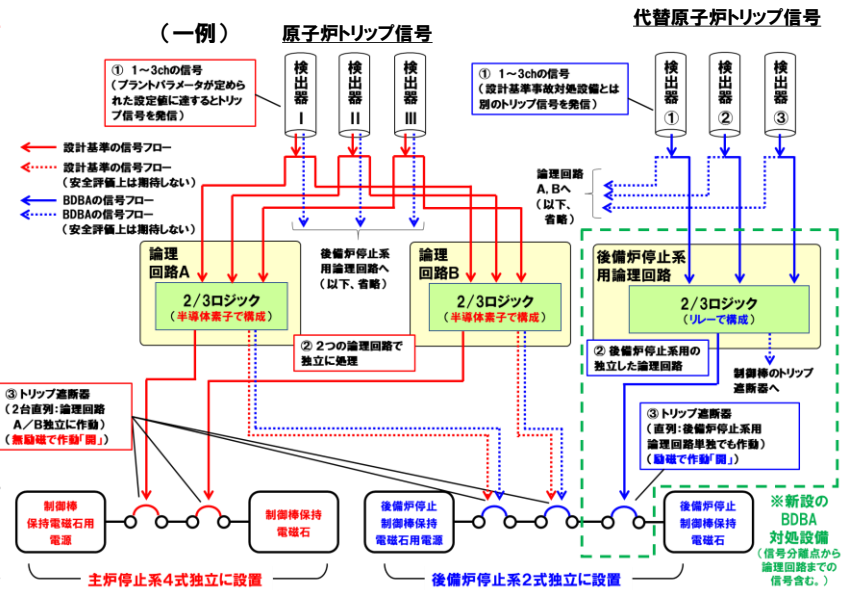 （一例）
原子炉トリップ信号
代替原子炉トリップ信号
① 1～3chの信号
（プラントパラメータが定めら
れた設定値に達するとトリッ
プ信号を発信）
検出器
Ⅰ
検出器
Ⅱ
検出器
Ⅲ
① 1～3chの信号
（設計基準事故対処設備とは
別のトリップ信号を発信）
検出器
①
検出器
②
検出器
③
設計基準の信号フロー
設計基準の信号フロー
（安全評価上は期待しない）
BDBAの信号フロー
BDBAの信号フロー
（安全評価上は期待しない）
論理回路
A, Bへ
（以下、
省略）
論理
回路A
2/3ロジック
（半導体素子で構成）
後備炉停止系
用論理回路へ
（以下、省略）
論理
回路B
2/3ロジック
（半導体素子で構成）
後備炉停止系
用論理回路
2/3ロジック
（リレーで構成）
② 2つの論理回路で
独立に処理
② 後備炉停止系用の
独立した論理回路
制御棒のトリップ
遮断器へ
③ トリップ遮断器
（2台直列：論理回路
A／B独立に作動）
（無励磁で作動「開」）
③ トリップ遮断器
（直列：後備炉停止系用
論理回路単独でも作動）
（励磁で作動「開」）
制御棒
保持電磁石用
電源
制御棒保持
電磁石
後備炉停止
制御棒保持
電磁石用電源
後備炉停止
制御棒保持
電磁石
※新設の
BDBA
対処設備
（信号分離点から
論理回路までの
信号含む。）
主炉停止系4式独立に設置
後備炉停止系2式独立に設置